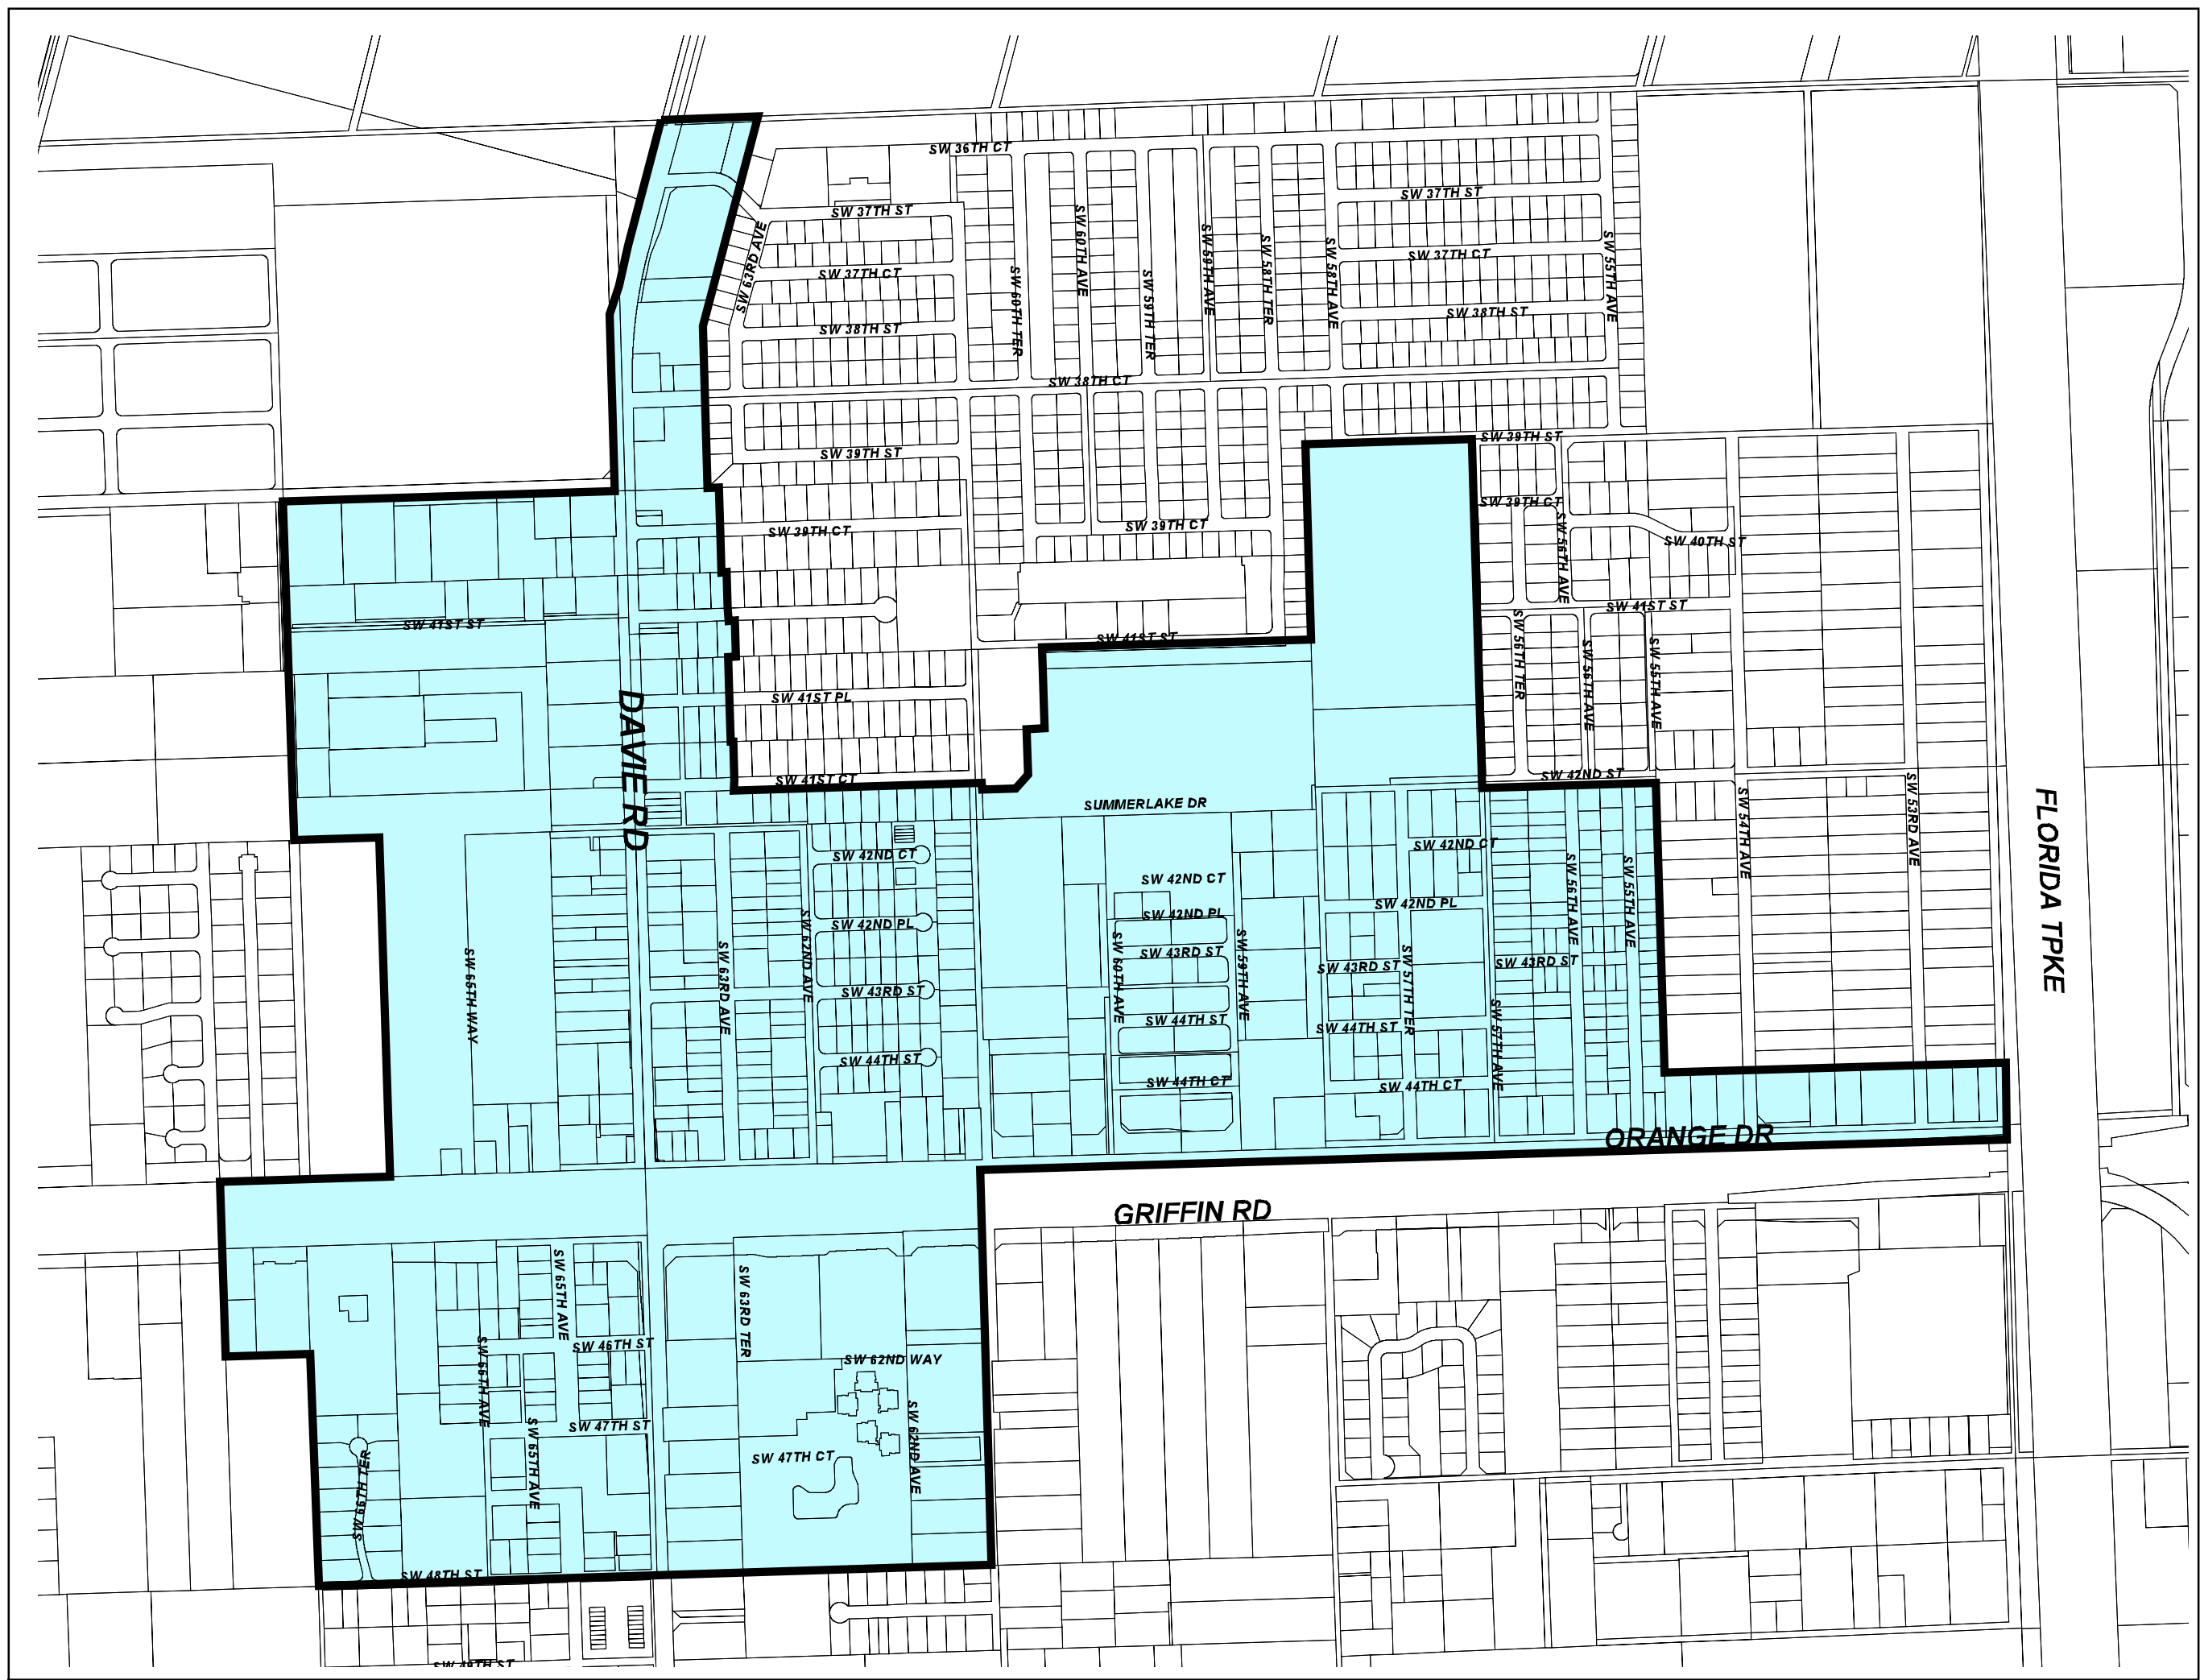 SW 36TH CT
SW 37TH ST
SW 37TH ST
SW 63RD AVE
SW 60TH AVE
SW 59TH AVE
SW 58TH TER
SW 58TH AVE
SW 55TH AVE
SW 37TH CT
SW 37TH CT
SW 60TH TER
SW 59TH TER
SW 38TH ST
SW 38TH ST
SW 38TH CT
SW 39TH ST
SW 39TH ST
SW 39TH CT
SW 39TH CT
SW 39TH CT
SW 56TH AVE
SW 40TH ST
SW 41ST ST
SW 41ST ST
SW 41ST ST
SW 56TH TER
SW 56TH AVE
SW 55TH AVE
DAVIE RD
SW 41ST PL
SW 41ST CT
SW 42ND ST
SUMMERLAKE DR
SW 54TH AVE
SW 53RD AVE
FLORIDA TPKE
SW 42ND CT
SW 42ND CT
SW 42ND CT
SW 56TH AVE
SW 55TH AVE
SW 42ND PL
SW 42ND PL
SW 42ND PL
SW 65TH WAY
SW 63RD AVE
SW 62ND AVE
SW 60TH AVE
SW 43RD ST
SW 59TH AVE
SW 43RD ST
SW 57TH TER
SW 43RD ST
SW 43RD ST
SW 57TH AVE
SW 44TH ST
SW 44TH ST
SW 44TH ST
SW 44TH CT
SW 44TH CT
ORANGE DR
GRIFFIN RD
SW 65TH AVE
SW 63RD TER
SW 46TH ST
SW 66TH AVE
SW 62ND WAY
SW 47TH ST
SW 65TH AVE
SW 62ND AVE
SW 47TH CT
SW 66TH TER
SW 48TH ST
SW 49TH ST